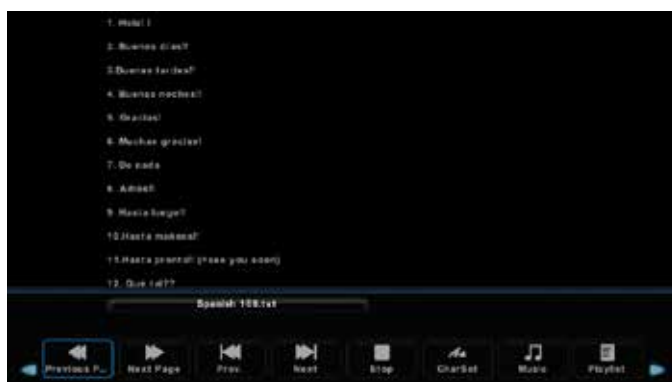 1. Hola! !
2. Buenos dias!!
3.Buenas tardes!!
4. Buenas noches!!
5. Gracias!
6. Muchas gracias!
7. De nada
8. Adios!!
9. Hasta luego!!
10.Hasta mañana!!
11.Hasta pronto!! (=see you soon)
12. Que tal??
Spanish 108.txt
Previous P... Next Page Prev. Next Stop CharSet Music Playlist